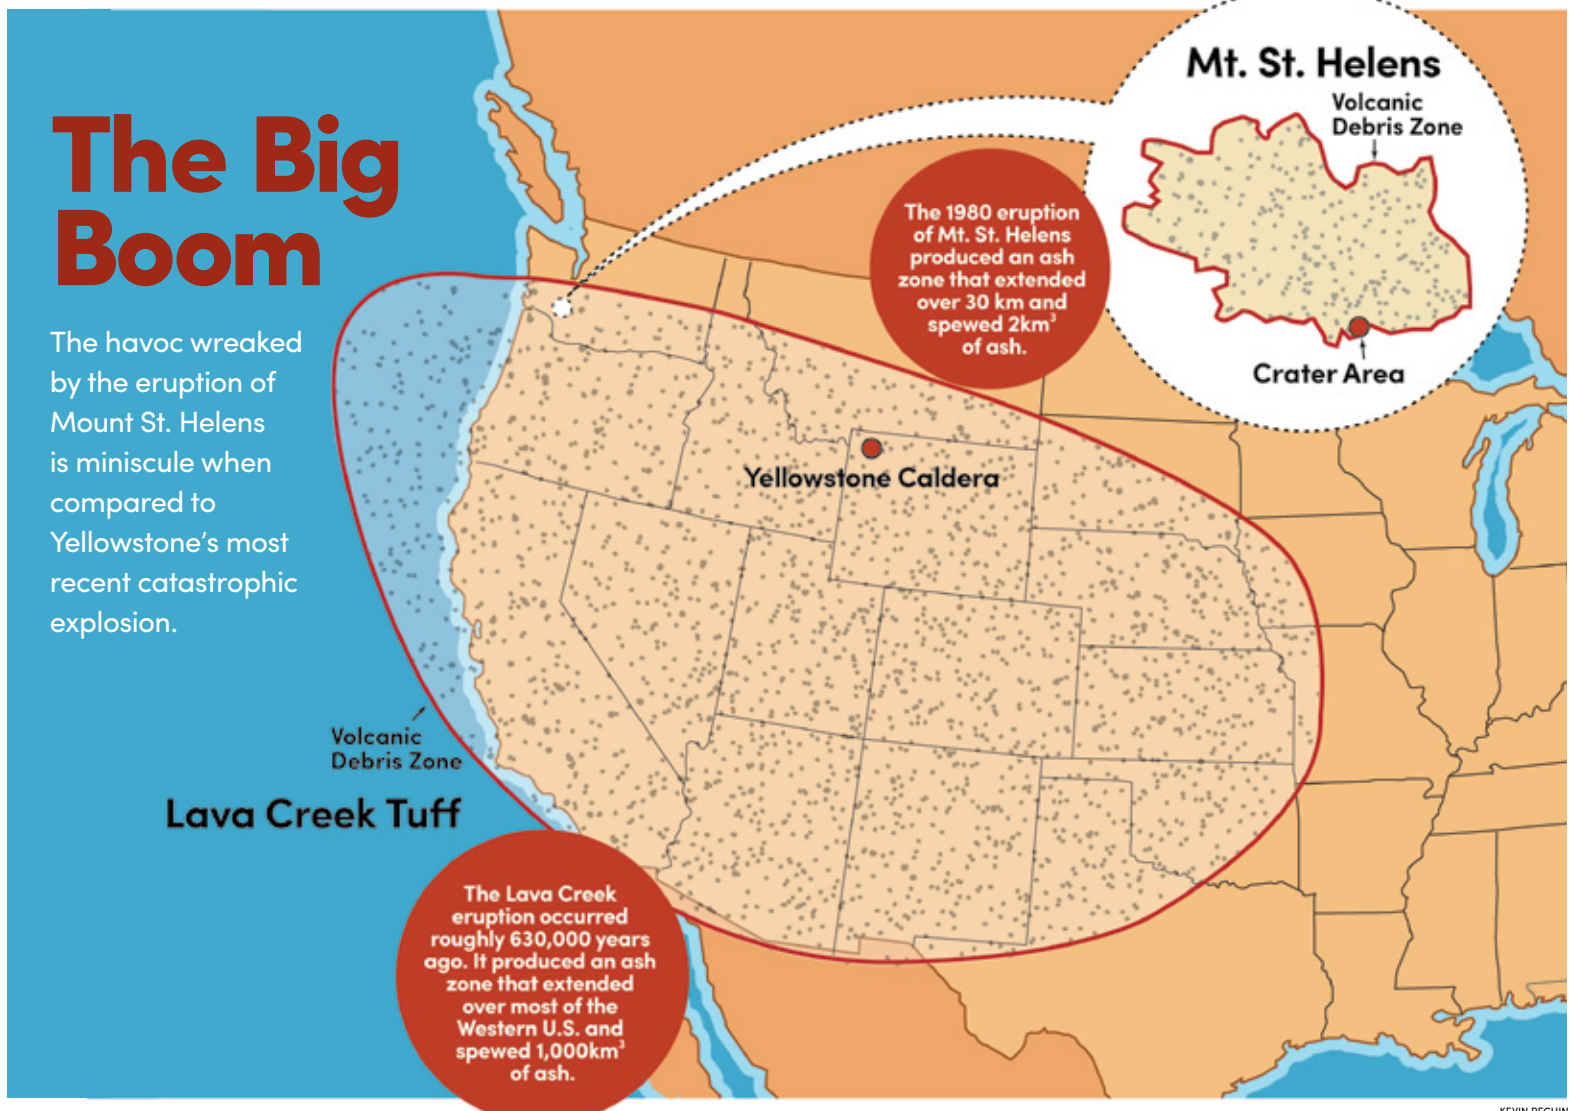 The Big
Boom
The havoc wreaked
by the eruption of
Mount St. Helens
is miniscule when
compared to
Yellowstone’s most
recent catastrophic
explosion.
Mt. St. Helens
Volcanic
Debris Zone
Crater Area
The 1980 eruption
of Mt. St. Helens
produced an ash
zone that extended
over 30 km and
spewed 2km³
of ash.
Yellowstone Caldera
Volcanic
Debris Zone
Lava Creek Tuff
The Lava Creek
eruption occurred
roughly 630,000 years
ago. It produced an ash
zone that extended
over most of the
Western U.S. and
spewed 1,000km³
of ash.
KEVIN